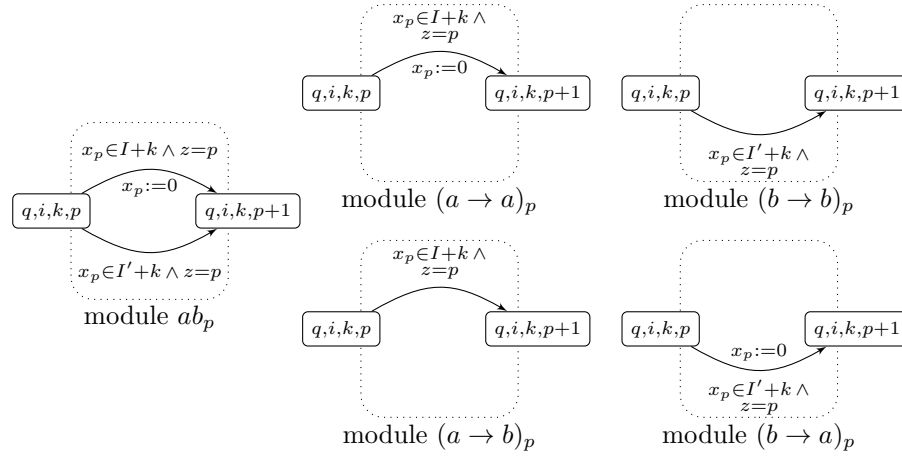 x_p∈I+k ∧ z=p
x_p:=0
q,i,k,p
q,i,k,p+1
x_p∈I'+k ∧ z=p
module ab_p
x_p∈I+k ∧
z=p
x_p:=0
q,i,k,p
q,i,k,p+1
module (a → a)_p
q,i,k,p
q,i,k,p+1
x_p∈I'+k ∧
z=p
module (b → b)_p
x_p∈I+k ∧
z=p
q,i,k,p
q,i,k,p+1
module (a → b)_p
q,i,k,p
q,i,k,p+1
x_p:=0
x_p∈I'+k ∧
z=p
module (b → a)_p